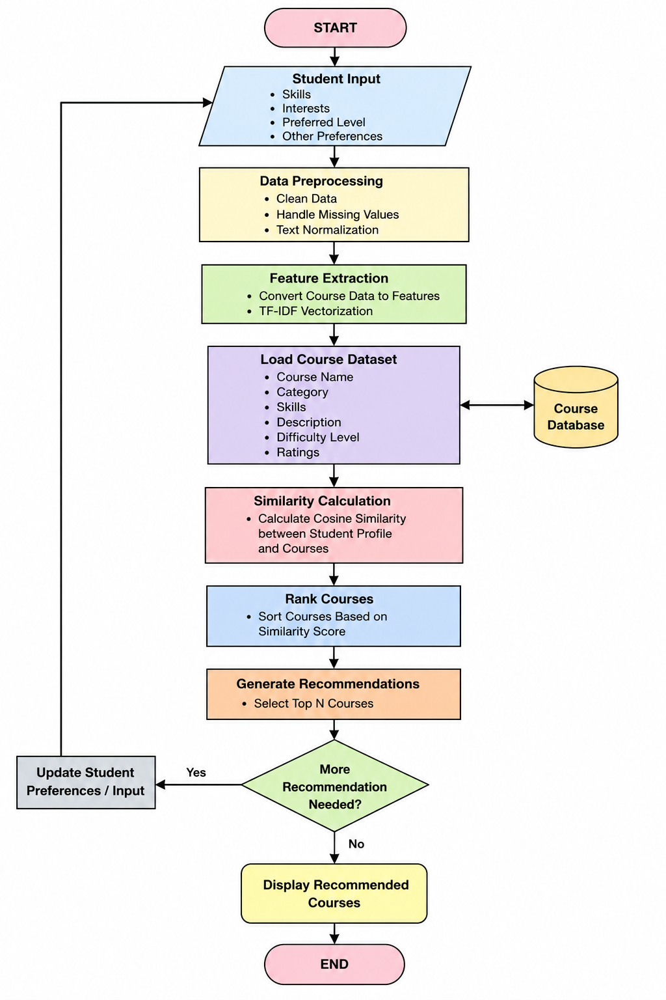 START
Student Input
• Skills
• Interests
• Preferred Level
• Other Preferences
Data Preprocessing
• Clean Data
• Handle Missing Values
• Text Normalization
Feature Extraction
• Convert Course Data to Features
• TF-IDF Vectorization
Load Course Dataset
• Course Name
• Category
• Skills
• Description
• Difficulty Level
• Ratings
Course
Database
Similarity Calculation
• Calculate Cosine Similarity
between Student Profile
and Courses
Rank Courses
• Sort Courses Based on
Similarity Score
Generate Recommendations
• Select Top N Courses
More
Recommendation
Needed?
Yes
Update Student
Preferences / Input
No
Display Recommended
Courses
END